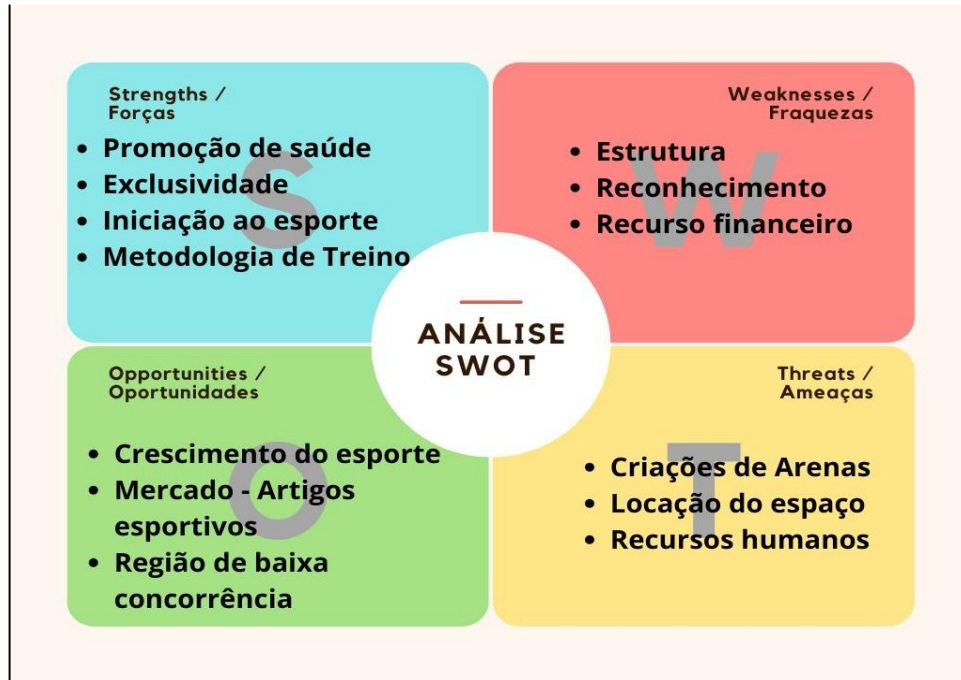 Strengths /
Forças
• Promoção de saúde
• Exclusividade
• Iniciação ao esporte
• Metodologia de Treino
S
Weaknesses /
Fraquezas
• Estrutura
• Reconhecimento
• Recurso financeiro
W
ANÁLISE
SWOT
Opportunities /
Oportunidades
• Crescimento do esporte
• Mercado - Artigos
esportivos
• Região de baixa
concorrência
O
Threats /
Ameaças
• Criações de Arenas
• Locação do espaço
• Recursos humanos
T